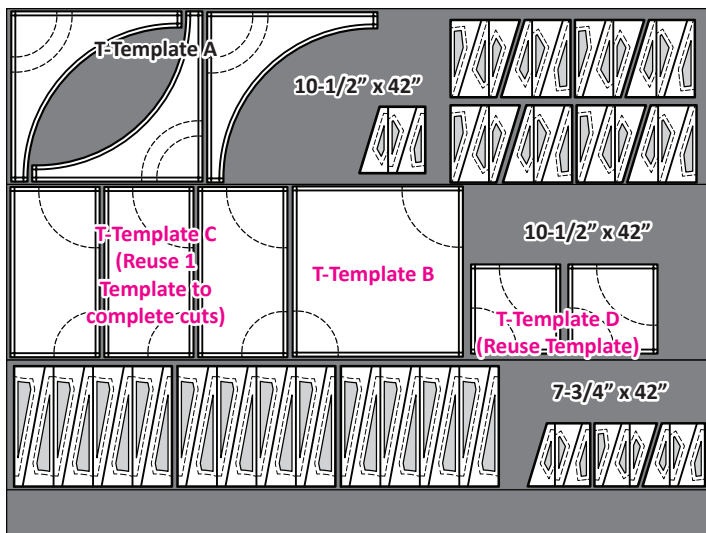 T-Template A
10-1/2” x 42”
T-Template C
(Reuse 1
Template to
complete cuts)
T-Template B
10-1/2” x 42”
T-Template D
(Reuse Template)
7-3/4” x 42”